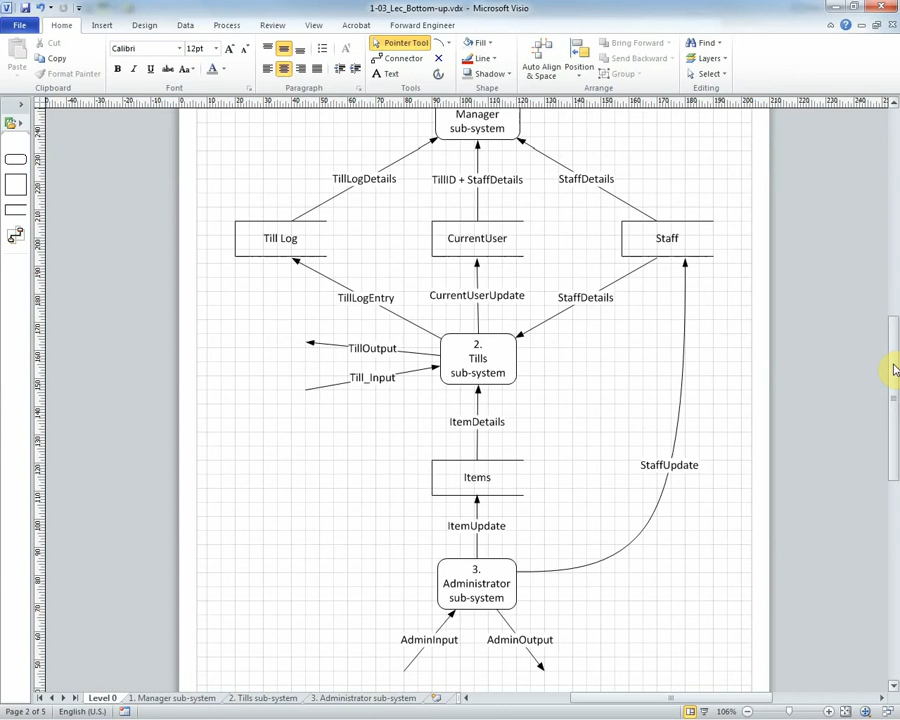 1-03_Lec_Bottom-up.vdx - Microsoft Visio
File Home Insert Design Data Process Review View Acrobat Forward Engineer
Paste
Cut
Copy
Format Painter
Clipboard
Calibri 12pt A A
B I U abc Aa A
Font
Paragraph
Pointer Tool
Connector
A Text
Tools
Fill
Line
Shadow
Shape
Auto Align & Space
Position
Bring Forward
Send Backward
Group
Arrange
Find
Layers
Select
Editing
Manager
sub-system
TillLogDetails
TillID + StaffDetails
StaffDetails
Till Log
CurrentUser
Staff
TillLogEntry
CurrentUserUpdate
StaffDetails
TillOutput
2.
Tills
sub-system
Till_Input
ItemDetails
StaffUpdate
Items
ItemUpdate
3.
Administrator
sub-system
AdminInput
AdminOutput
Level 0 1. Manager sub-system 2. Tills sub-system 3. Administrator sub-system
Page 2 of 5 English (U.S.) 106%